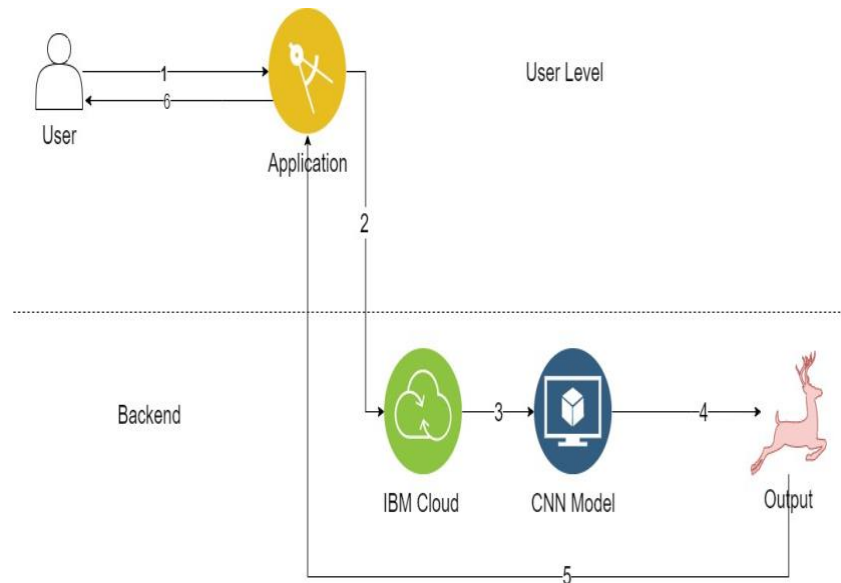 1
User Level
6
User
Application
2
Backend
3
4
IBM Cloud
CNN Model
Output
5